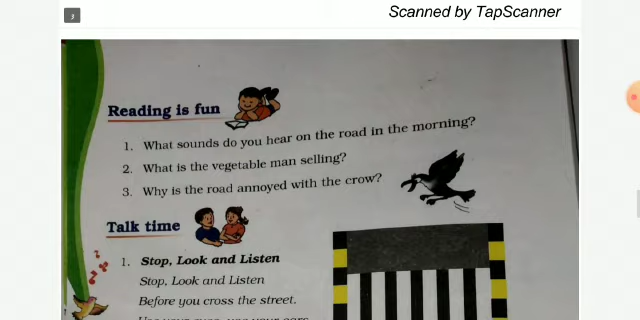 Scanned by TapScanner
Reading is fun
1. What sounds do you hear on the road in the morning?
2. What is the vegetable man selling?
3. Why is the road annoyed with the crow?
Talk time
1. Stop, Look and Listen
Stop, Look and Listen
Before you cross the street.